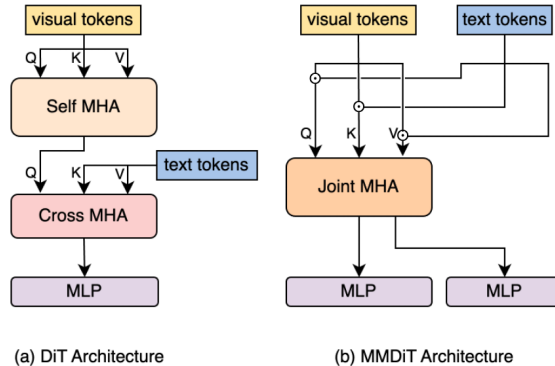 visual tokens
Q K V
Self MHA
text tokens
Q K V
Cross MHA
MLP
(a) DiT Architecture
visual tokens
text tokens
Q K V
Joint MHA
MLP
MLP
(b) MMDiT Architecture